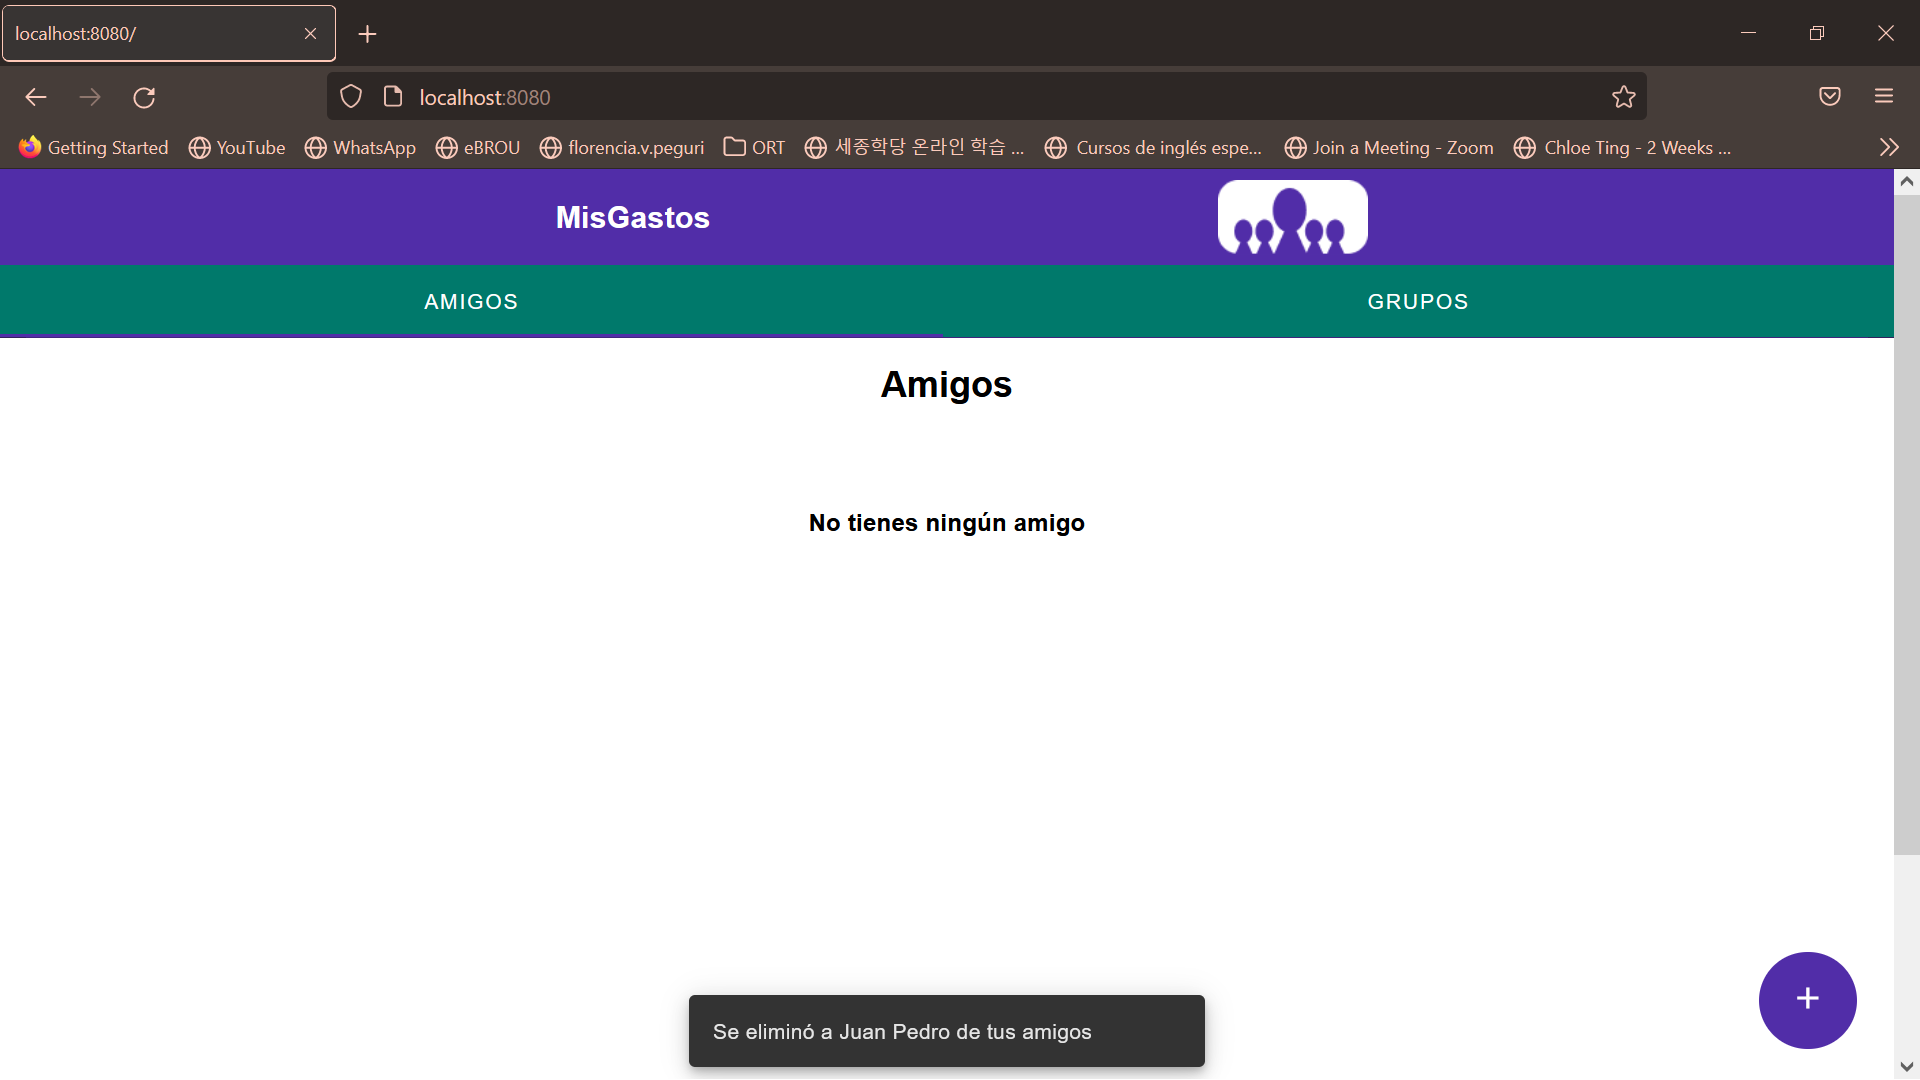 localhost:8080/
localhost:8080
Getting Started YouTube WhatsApp eBROU florencia.v.peguri ORT 세종학당 온라인 학습 ... Cursos de inglés espe... Join a Meeting - Zoom Chloe Ting - 2 Weeks ...
MisGastos
AMIGOS GRUPOS
Amigos
No tienes ningún amigo
+
Se eliminó a Juan Pedro de tus amigos